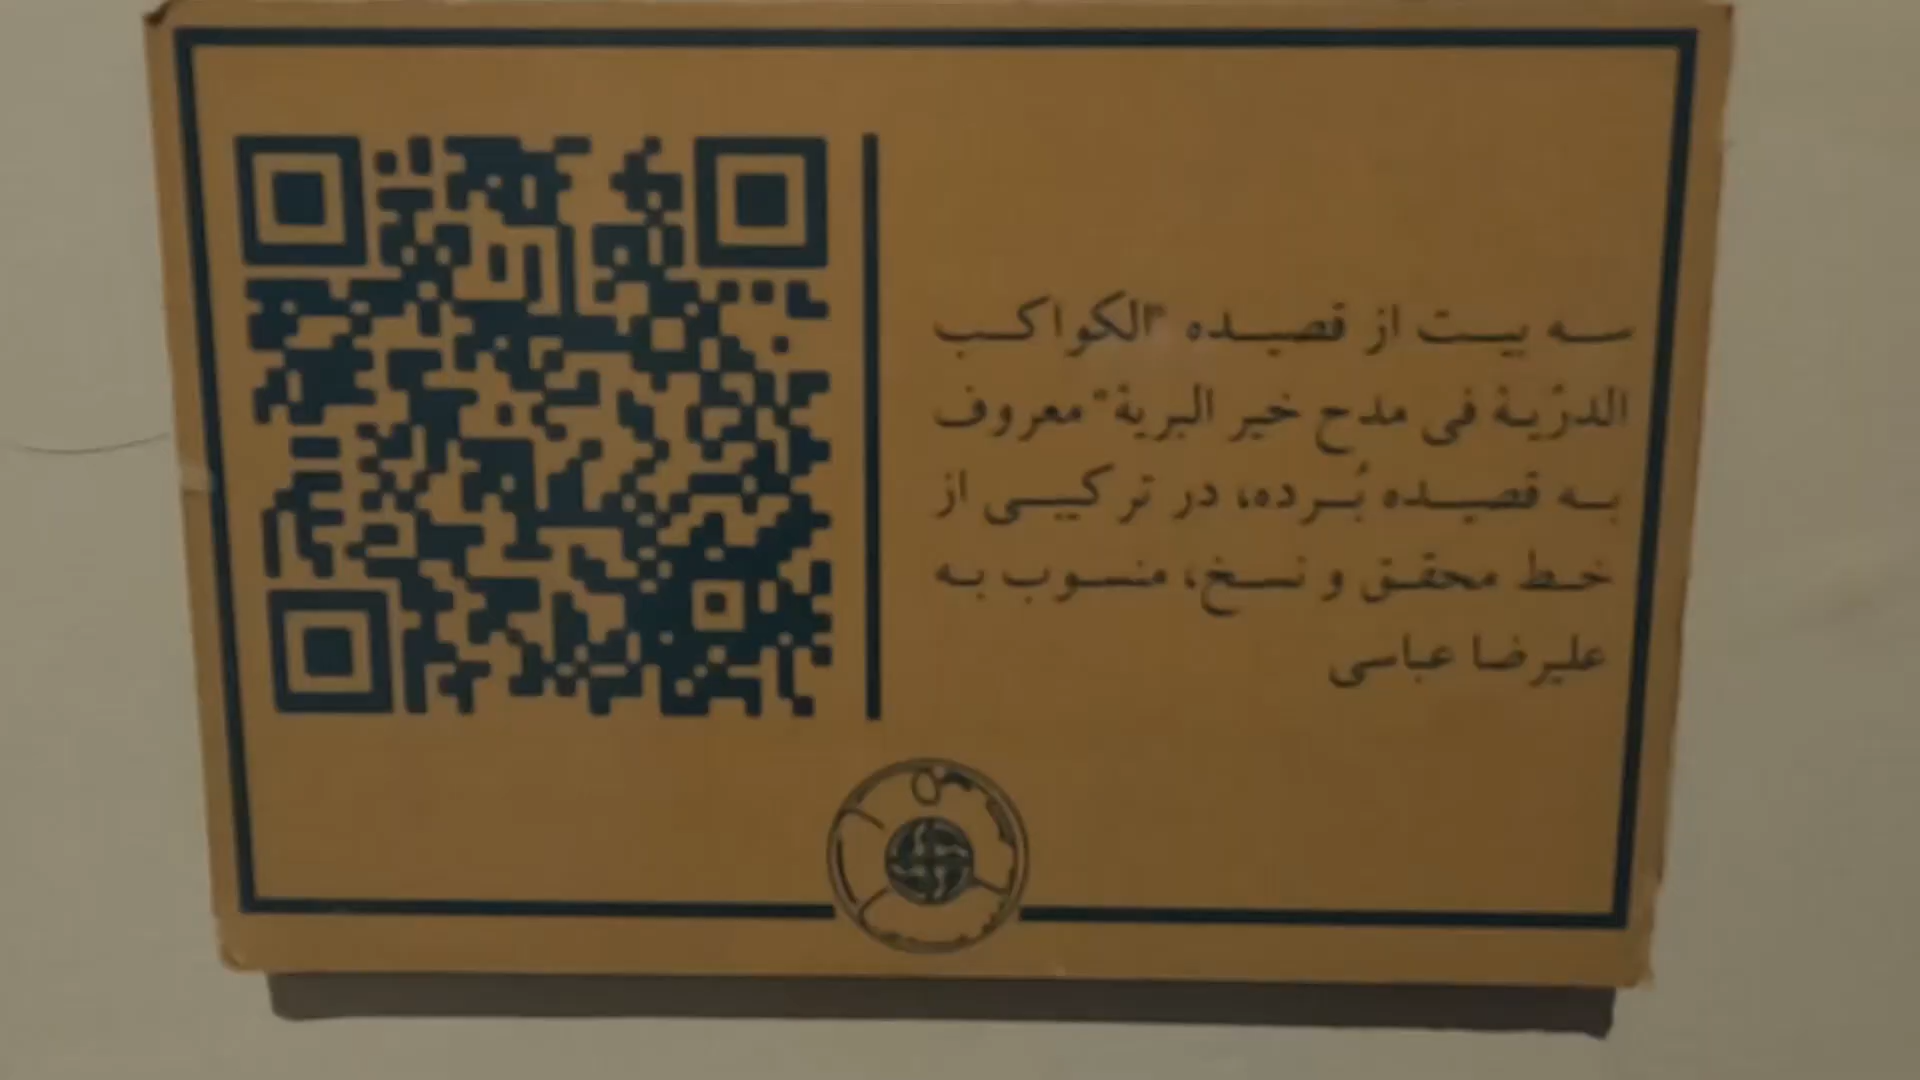 سه بیت از قصیده "الکواکب
الدرّیة فی مدح خیر البریة" معروف
به قصیده بُرده، در ترکیبی از
خط محقق و نسخ، منسوب به
علیرضا عباسی